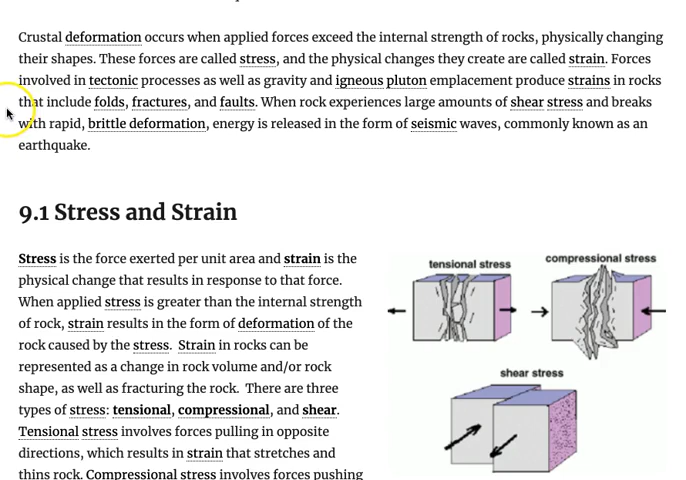 Crustal deformation occurs when applied forces exceed the internal strength of rocks, physically changing
their shapes. These forces are called stress, and the physical changes they create are called strain. Forces
involved in tectonic processes as well as gravity and igneous pluton emplacement produce strains in rocks
that include folds, fractures, and faults. When rock experiences large amounts of shear stress and breaks
with rapid, brittle deformation, energy is released in the form of seismic waves, commonly known as an
earthquake.
9.1 Stress and Strain
Stress is the force exerted per unit area and strain is the
physical change that results in response to that force.
When applied stress is greater than the internal strength
of rock, strain results in the form of deformation of the
rock caused by the stress. Strain in rocks can be
represented as a change in rock volume and/or rock
shape, as well as fracturing the rock. There are three
types of stress: tensional, compressional, and shear.
Tensional stress involves forces pulling in opposite
directions, which results in strain that stretches and
thins rock. Compressional stress involves forces pushing
tensional stress
compressional stress
shear stress